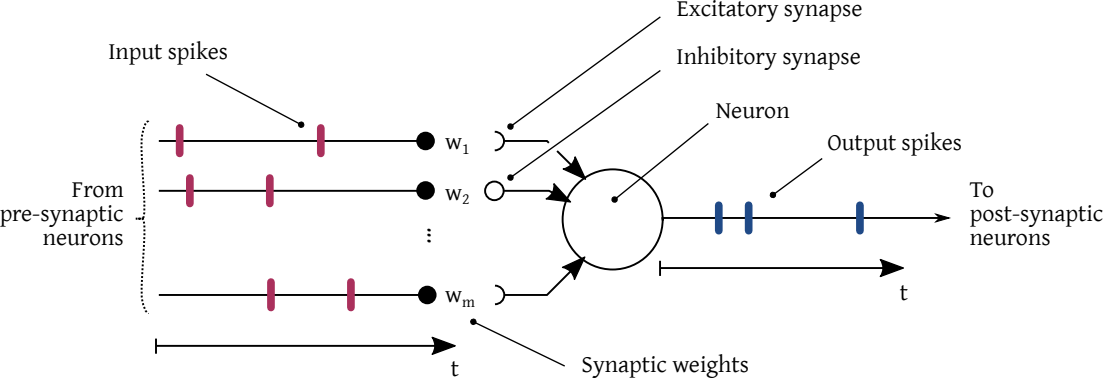 Excitatory synapse
Input spikes
Inhibitory synapse
Neuron
Output spikes
w1
From
pre-synaptic
neurons
w2
...
wm
To
post-synaptic
neurons
t
t
Synaptic weights